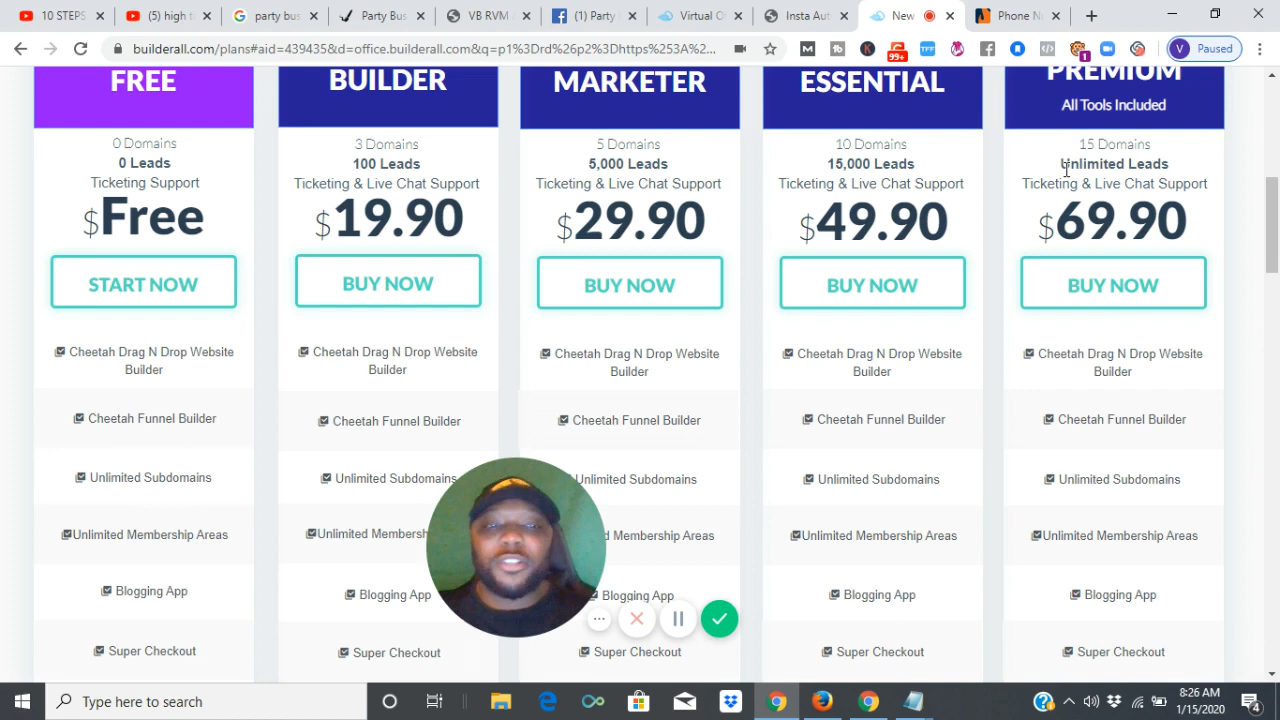 10 STEPS
(5) high t
party bus
Party Bus
VB RVM a
(1) Party
Virtual O
Insta Aut
New
Phone Nu
builderall.com/plans#aid=439435&d=office.builderall.com&q=p1%3Drd%26p2%3Dhttps%253A%...
99+
TFF
1
V
Paused
FREE
0 Domains
0 Leads
Ticketing Support
$Free
START NOW
Cheetah Drag N Drop Website
Builder
Cheetah Funnel Builder
Unlimited Subdomains
Unlimited Membership Areas
Blogging App
Super Checkout
BUILDER
3 Domains
100 Leads
Ticketing & Live Chat Support
$19.90
BUY NOW
Cheetah Drag N Drop Website
Builder
Cheetah Funnel Builder
Unlimited Subdomains
Unlimited Memb
Blogging App
Super Checkout
MARKETER
5 Domains
5,000 Leads
Ticketing & Live Chat Support
$29.90
BUY NOW
Cheetah Drag N Drop Website
Builder
Cheetah Funnel Builder
Unlimited Subdomains
d Membership Areas
Blogging App
Super Checkout
ESSENTIAL
10 Domains
15,000 Leads
Ticketing & Live Chat Support
$49.90
BUY NOW
Cheetah Drag N Drop Website
Builder
Cheetah Funnel Builder
Unlimited Subdomains
Unlimited Membership Areas
Blogging App
Super Checkout
PREMIUM
All Tools Included
15 Domains
Unlimited Leads
Ticketing & Live Chat Support
$69.90
BUY NOW
Cheetah Drag N Drop Website
Builder
Cheetah Funnel Builder
Unlimited Subdomains
Unlimited Membership Areas
Blogging App
Super Checkout
Type here to search
8:26 AM
1/15/2020
4